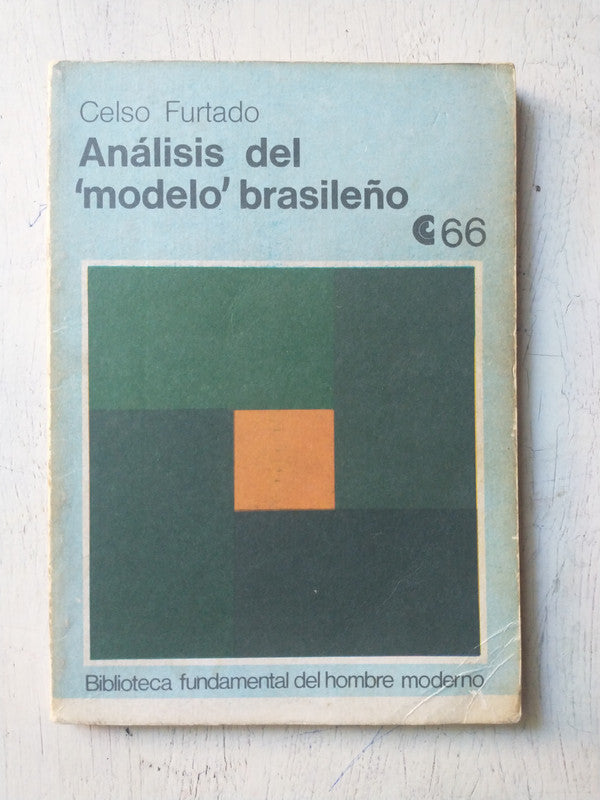 Celso Furtado
Análisis del
‘modelo’ brasileño
66
Biblioteca fundamental del hombre moderno